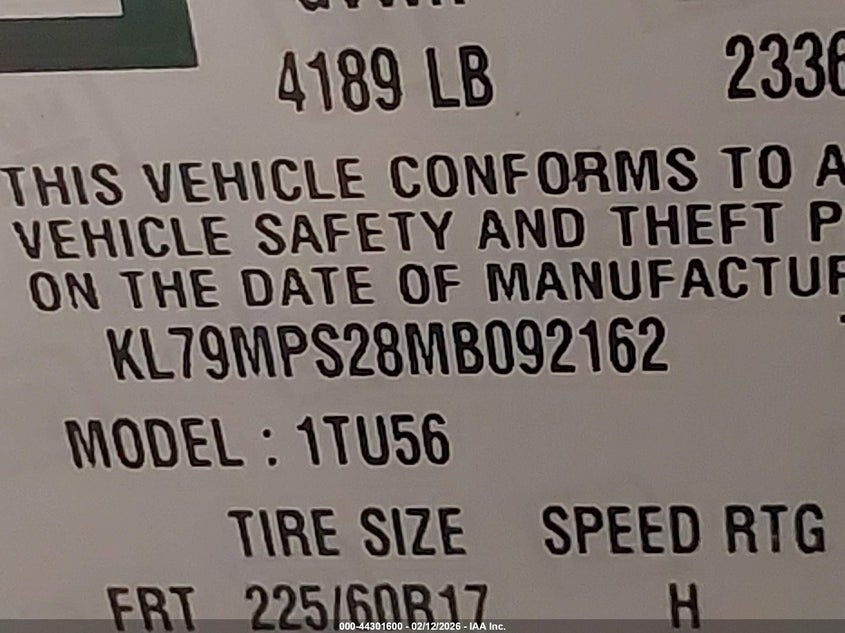 4189 LB 2336
THIS VEHICLE CONFORMS TO A
VEHICLE SAFETY AND THEFT P
ON THE DATE OF MANUFACTUR
KL79MPS28MB092162
MODEL : 1TU56
TIRE SIZE SPEED RTG
FRT 225/60R17 H
000-44301600 - 02/12/2026 - IAA Inc.